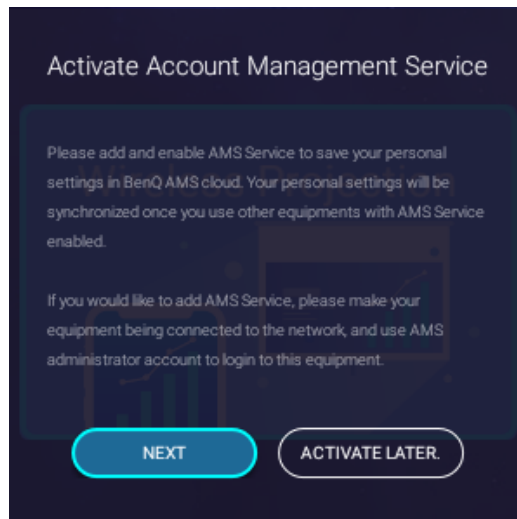 Activate Account Management Service
Please add and enable AMS Service to save your personal
settings in BenQ AMS cloud. Your personal settings will be
synchronized once you use other equipments with AMS Service
enabled.
If you would like to add AMS Service, please make your
equipment being connected to the network, and use AMS
administrator account to login to this equipment.
Wireless Projection
NEXT
ACTIVATE LATER.